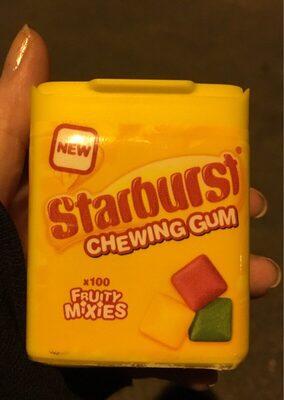 NEW
Starburst
CHEWING GUM
x100
FRUITY
MiXiES